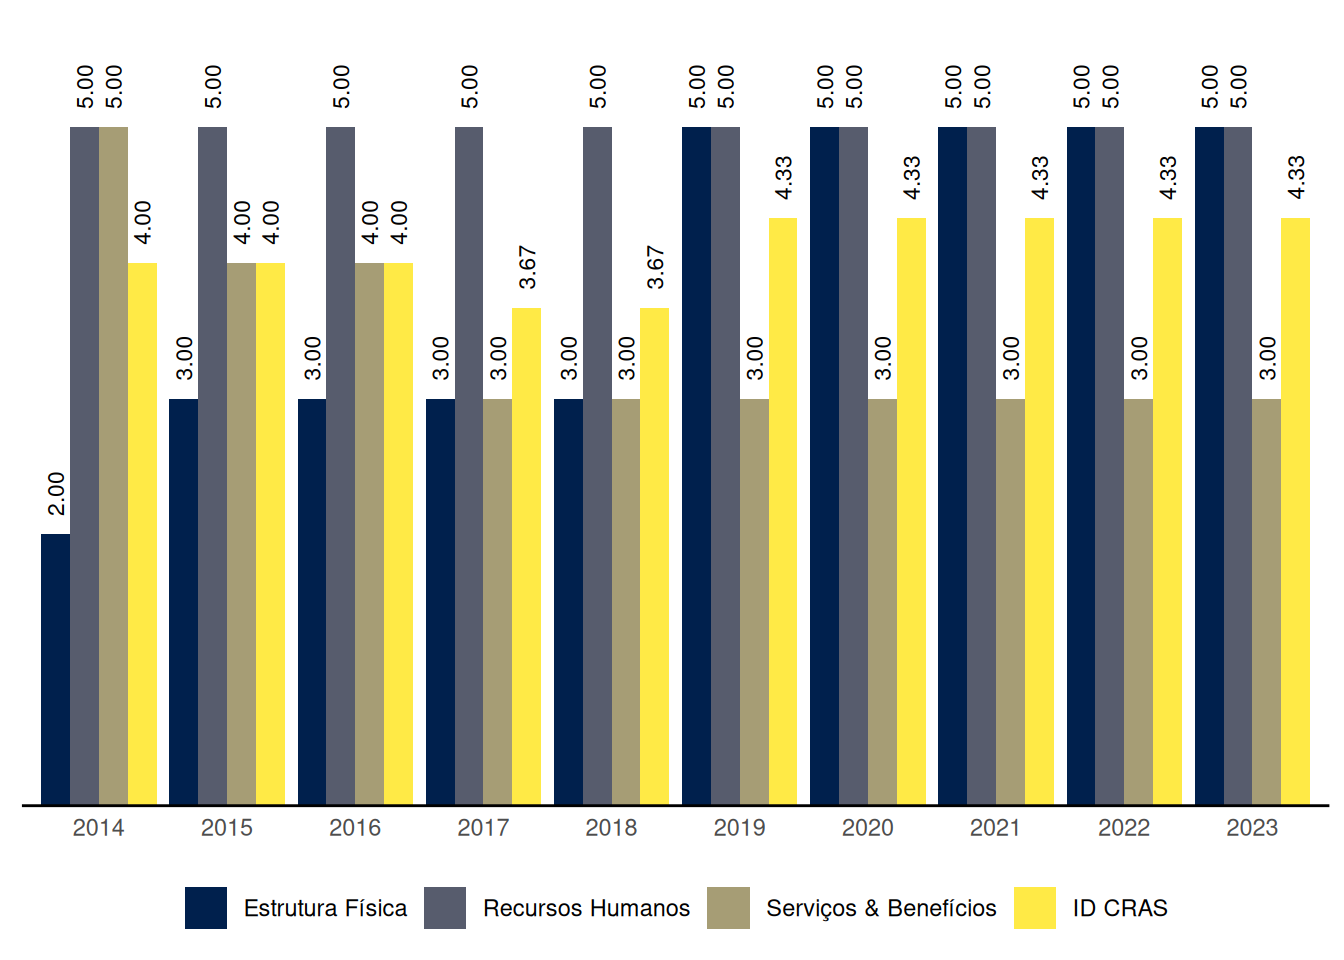 5.00 5.00 5.00 5.00 5.00 5.00 5.00 5.00 5.00 5.00 5.00 5.00 5.00 5.00 5.00 5.00
4.33 4.33 4.33 4.33 4.33
4.00 4.00 4.00 4.00 4.00
3.67 3.67
3.00 3.00 3.00 3.00 3.00 3.00 3.00 3.00 3.00 3.00 3.00
2.00
2014 2015 2016 2017 2018 2019 2020 2021 2022 2023
Estrutura Física Recursos Humanos Serviços & Benefícios ID CRAS